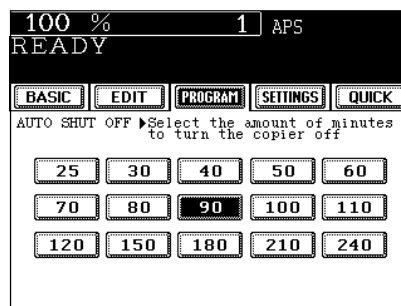 100 % 1 APS
READY
BASIC EDIT PROGRAM SETTINGS QUICK
AUTO SHUT OFF ▶Select the amount of minutes
to turn the copier off
25 30 40 50 60
70 80 90 100 110
120 150 180 210 240